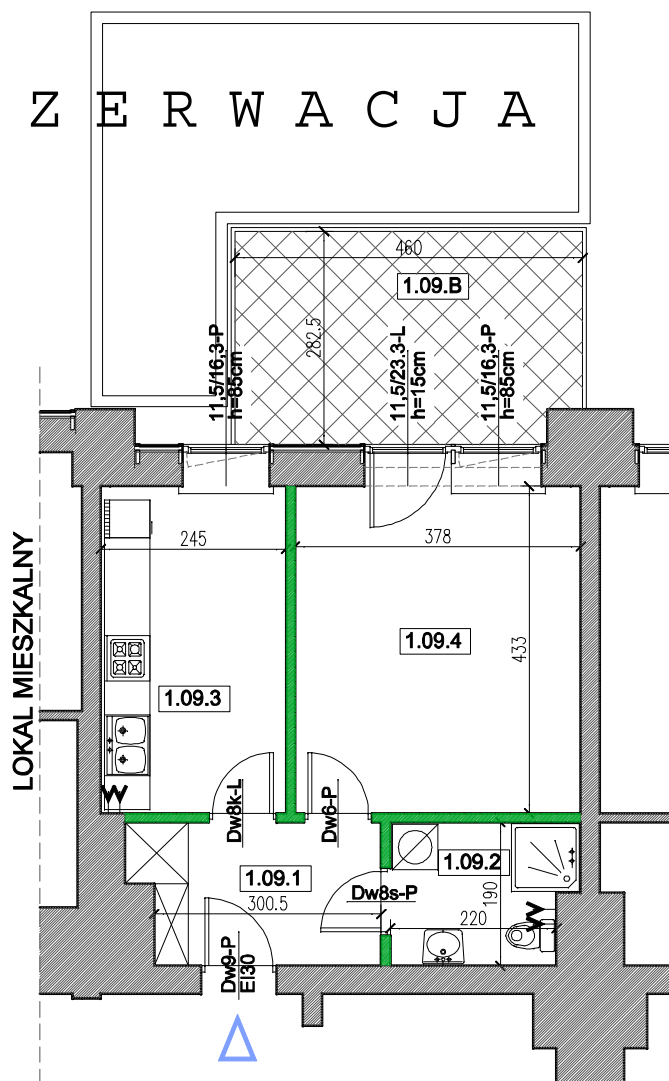 Z E R W A C J A
460
1.09.B
282.5
11,5/16,3-P
h=85cm
11,5/23.3-L
h=15cm
11,5/16,3-P
h=85cm
LOKAL MIESZKALNY
245
378
433
1.09.4
1.09.3
W
Dw8k-L
Dw6-P
1.09.1
300.5
Dw8s-P
1.09.2
190
220
W
Dw9-P
EI30